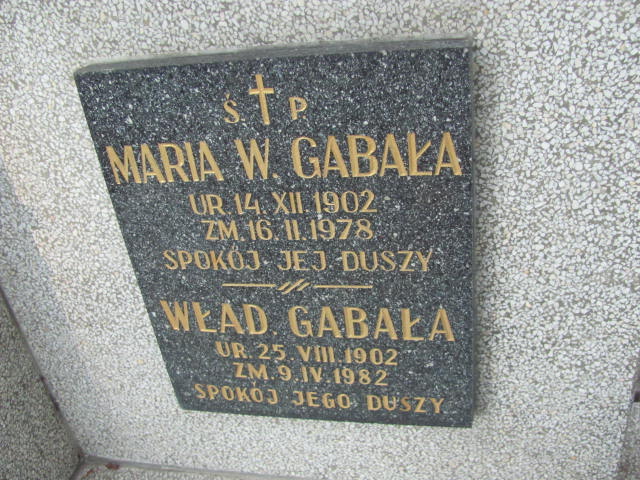 Ś. † P.
MARIA W. GABAŁA
UR. 14. XII. 1902
ZM. 16. II. 1978
SPOKÓJ JEJ DUSZY
WŁAD. GABAŁA
UR. 25. VIII. 1902
ZM. 9. IV. 1982
SPOKÓJ JEGO DUSZY